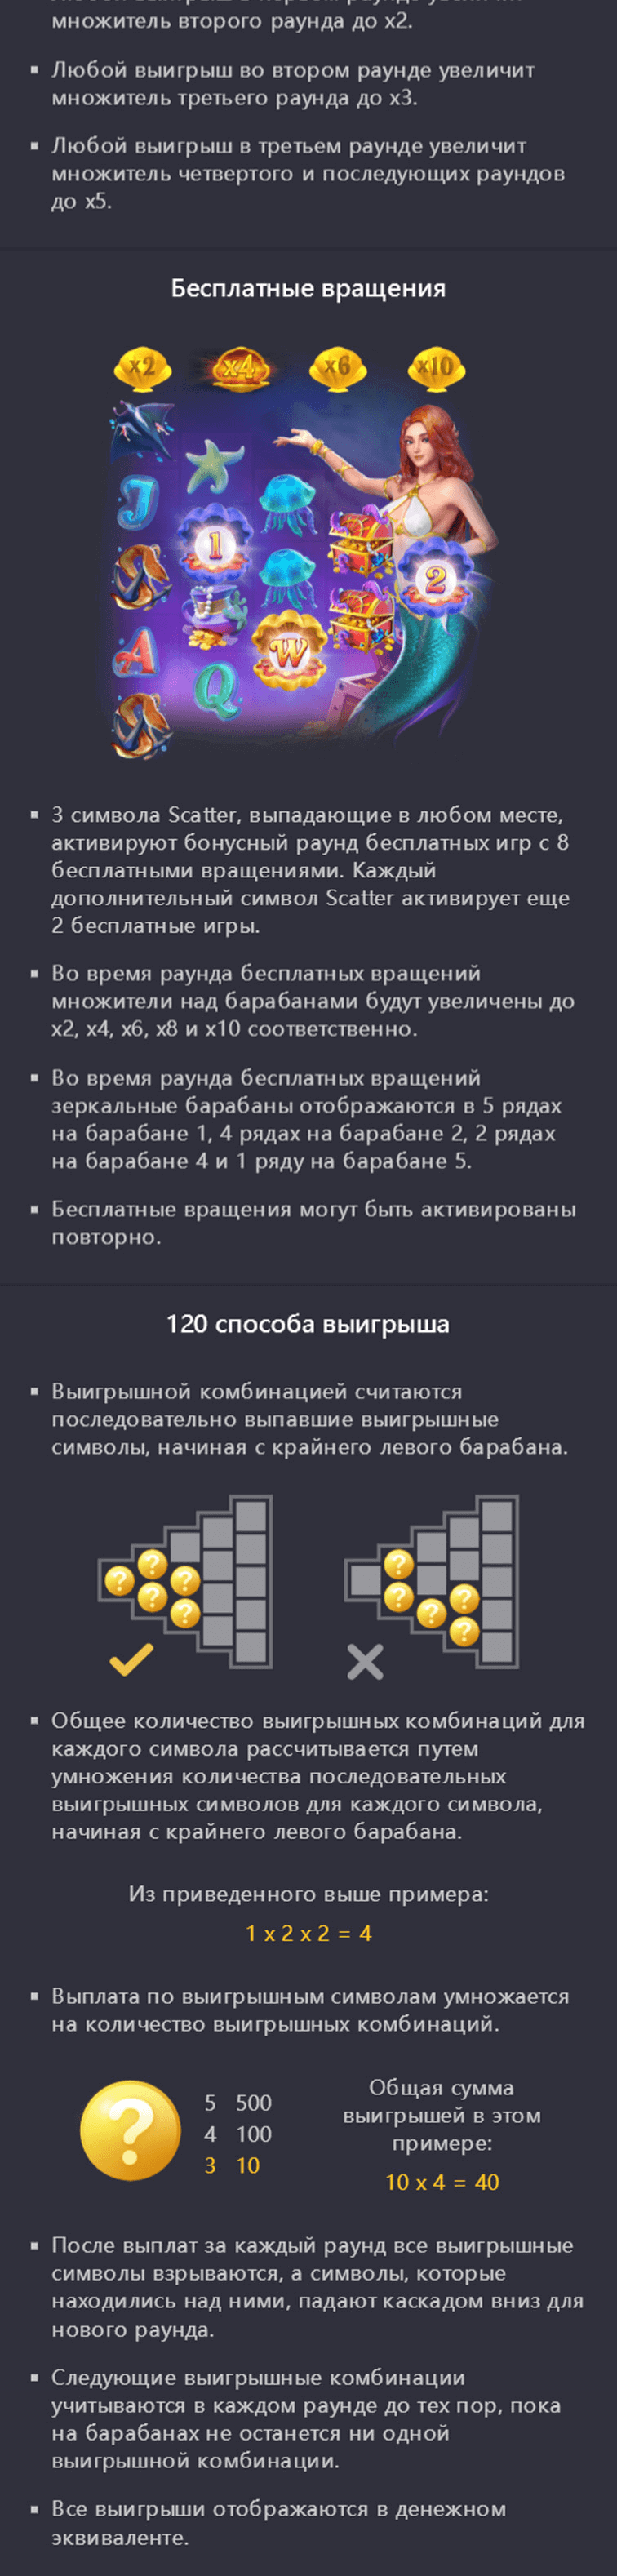 множитель второго раунда до x2.
▪ Любой выигрыш во втором раунде увеличит
множитель третьего раунда до x3.
▪ Любой выигрыш в третьем раунде увеличит
множитель четвертого и последующих раундов
до x5.
Бесплатные вращения
x2 x4 x6 x10
J
1
2
A
W
Q
▪ 3 символа Scatter, выпадающие в любом месте,
активируют бонусный раунд бесплатных игр с 8
бесплатными вращениями. Каждый
дополнительный символ Scatter активирует еще
2 бесплатные игры.
▪ Во время раунда бесплатных вращений
множители над барабанами будут увеличены до
x2, x4, x6, x8 и x10 соответственно.
▪ Во время раунда бесплатных вращений
зеркальные барабаны отображаются в 5 рядах
на барабане 1, 4 рядах на барабане 2, 2 рядах
на барабане 4 и 1 ряду на барабане 5.
▪ Бесплатные вращения могут быть активированы
повторно.
120 способа выигрыша
▪ Выигрышной комбинацией считаются
последовательно выпавшие выигрышные
символы, начиная с крайнего левого барабана.
? ? ? ? ?
? ? ? ? ?
▪ Общее количество выигрышных комбинаций для
каждого символа рассчитывается путем
умножения количества последовательных
выигрышных символов для каждого символа,
начиная с крайнего левого барабана.
Из приведенного выше примера:
1 x 2 x 2 = 4
▪ Выплата по выигрышным символам умножается
на количество выигрышных комбинаций.
?
5 500
4 100
3 10
Общая сумма
выигрышей в этом
примере:
10 x 4 = 40
▪ После выплат за каждый раунд все выигрышные
символы взрываются, а символы, которые
находились над ними, падают каскадом вниз для
нового раунда.
▪ Следующие выигрышные комбинации
учитываются в каждом раунде до тех пор, пока
на барабанах не останется ни одной
выигрышной комбинации.
▪ Все выигрыши отображаются в денежном
эквиваленте.